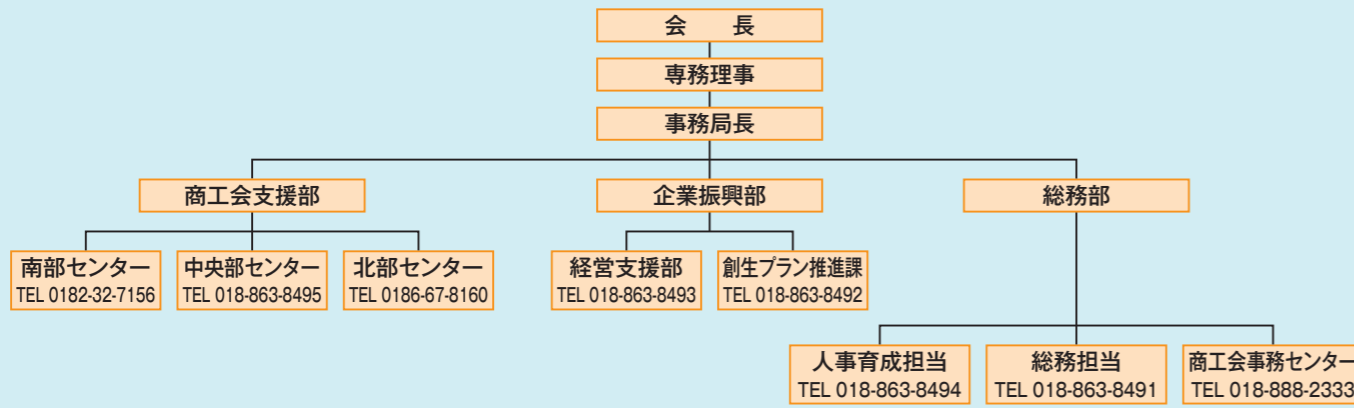 会　長
専務理事
事務局長
商工会支援部
企業振興部
総務部
南部センター
TEL 0182-32-7156
中央部センター
TEL 018-863-8495
北部センター
TEL 0186-67-8160
経営支援部
TEL 018-863-8493
創生プラン推進課
TEL 018-863-8492
人事育成担当
TEL 018-863-8494
総務担当
TEL 018-863-8491
商工会事務センター
TEL 018-888-2333